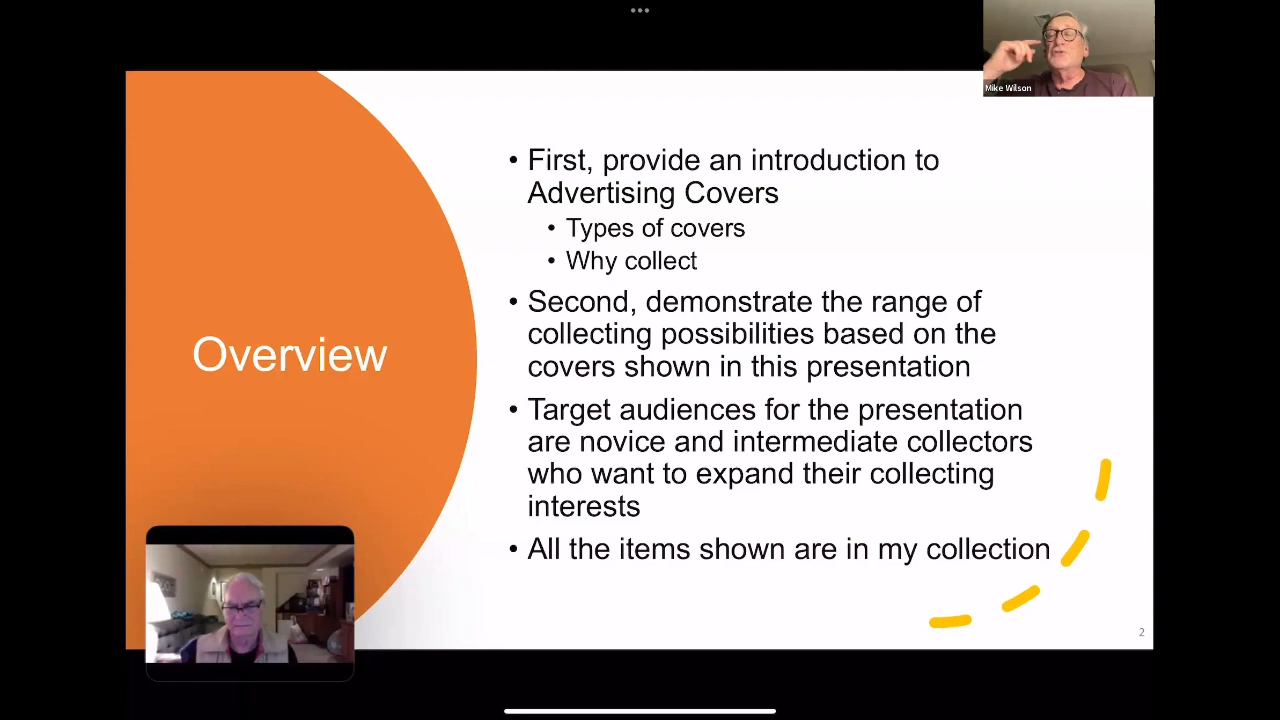 Mike Wilson
Overview
• First, provide an introduction to
Advertising Covers
• Types of covers
• Why collect
• Second, demonstrate the range of
collecting possibilities based on the
covers shown in this presentation
• Target audiences for the presentation
are novice and intermediate collectors
who want to expand their collecting
interests
• All the items shown are in my collection
2